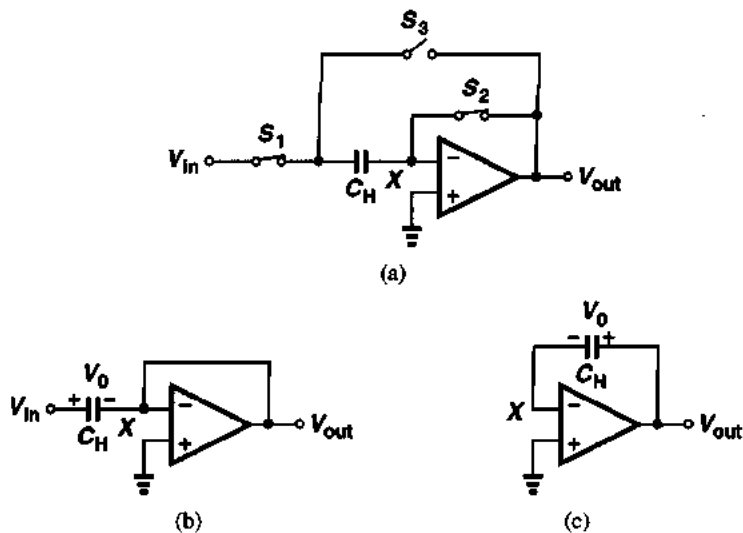 S3
S2
S1
Vin
CH
X
−
+
Vout
(a)
V0
+ −
Vin
CH
X
−
+
Vout
(b)
V0
− +
CH
X
−
+
Vout
(c)